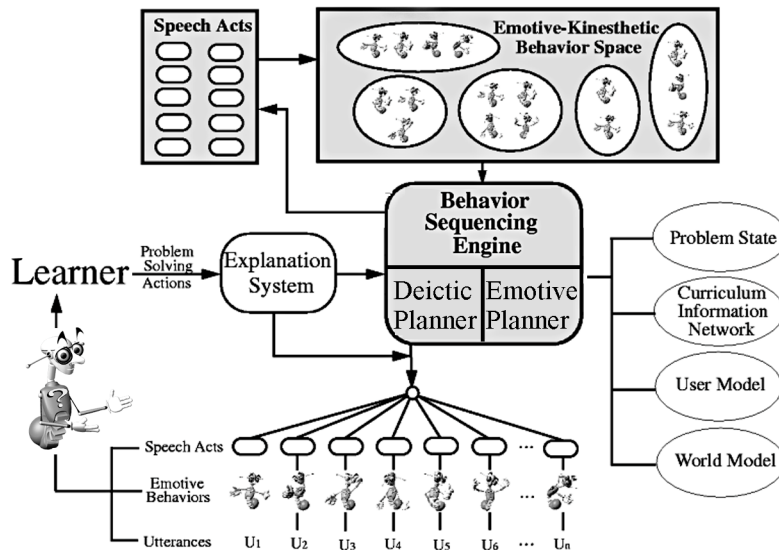 Speech Acts
Emotive-Kinesthetic
Behavior Space
Behavior
Sequencing
Engine
Deictic
Planner
Emotive
Planner
Learner
Problem
Solving
Actions
Explanation
System
Problem State
Curriculum
Information
Network
User Model
World Model
?
Speech Acts
...
Emotive
Behaviors
...
Utterances
U1 U2 U3 U4 U5 U6 ... Un